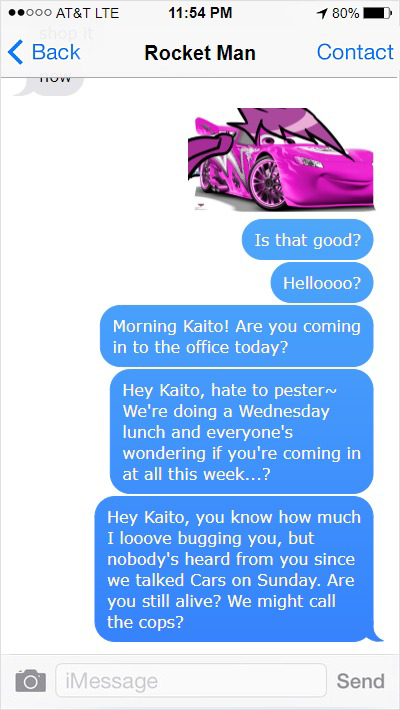 AT&T LTE 11:54 PM 80%
shop it
Back Rocket Man Contact
now
Is that good?
Helloooo?
Morning Kaito! Are you coming
in to the office today?
Hey Kaito, hate to pester~
We're doing a Wednesday
lunch and everyone's
wondering if you're coming in
at all this week...?
Hey Kaito, you know how much
I looove bugging you, but
nobody's heard from you since
we talked Cars on Sunday. Are
you still alive? We might call
the cops?
iMessage Send